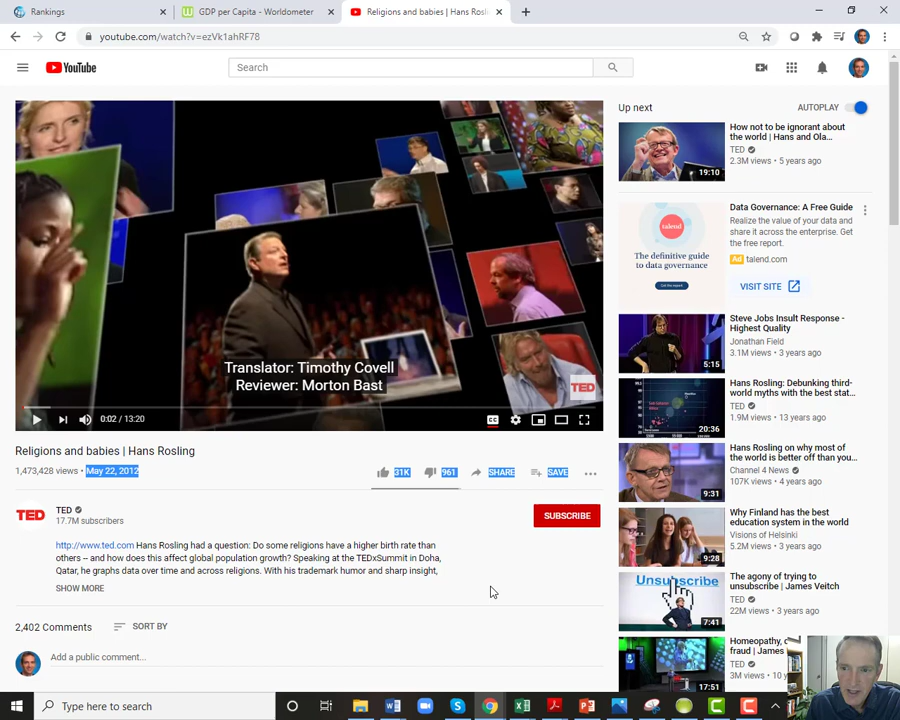 Rankings
GDP per Capita - Worldometer
Religions and babies | Hans Rosli
youtube.com/watch?v=ezVk1ahRF78
YouTube
Search
Translator: Timothy Covell
Reviewer: Morton Bast
TED
0:02 / 13:20
Religions and babies | Hans Rosling
1,473,428 views • May 22, 2012
31K
961
SHARE
SAVE
TED
TED
17.7M subscribers
SUBSCRIBE
http://www.ted.com Hans Rosling had a question: Do some religions have a higher birth rate than
others -- and how does this affect global population growth? Speaking at the TEDxSummit in Doha,
Qatar, he graphs data over time and across religions. With his trademark humor and sharp insight,
SHOW MORE
2,402 Comments
SORT BY
Add a public comment...
Up next
AUTOPLAY
How not to be ignorant about
the world | Hans and Ola...
TED
2.3M views • 5 years ago
19:10
talend
The definitive guide
to data governance
Get the report
Data Governance: A Free Guide
Realize the value of your data and
share it across the enterprise. Get
the free report.
Ad talend.com
VISIT SITE
Steve Jobs Insult Response -
Highest Quality
Jonathan Field
3.1M views • 3 years ago
5:15
Hans Rosling: Debunking third-
world myths with the best stat...
TED
1.9M views • 13 years ago
20:36
Hans Rosling on why most of
the world is better off than you...
Channel 4 News
107K views • 4 years ago
9:31
Why Finland has the best
education system in the world
Visions of Helsinki
5.2M views • 3 years ago
9:28
Unsubscribe
The agony of trying to
unsubscribe | James Veitch
TED
22M views • 3 years ago
7:41
Homeopathy,
fraud | James
TED
3M views • 10
17:51
Type here to search